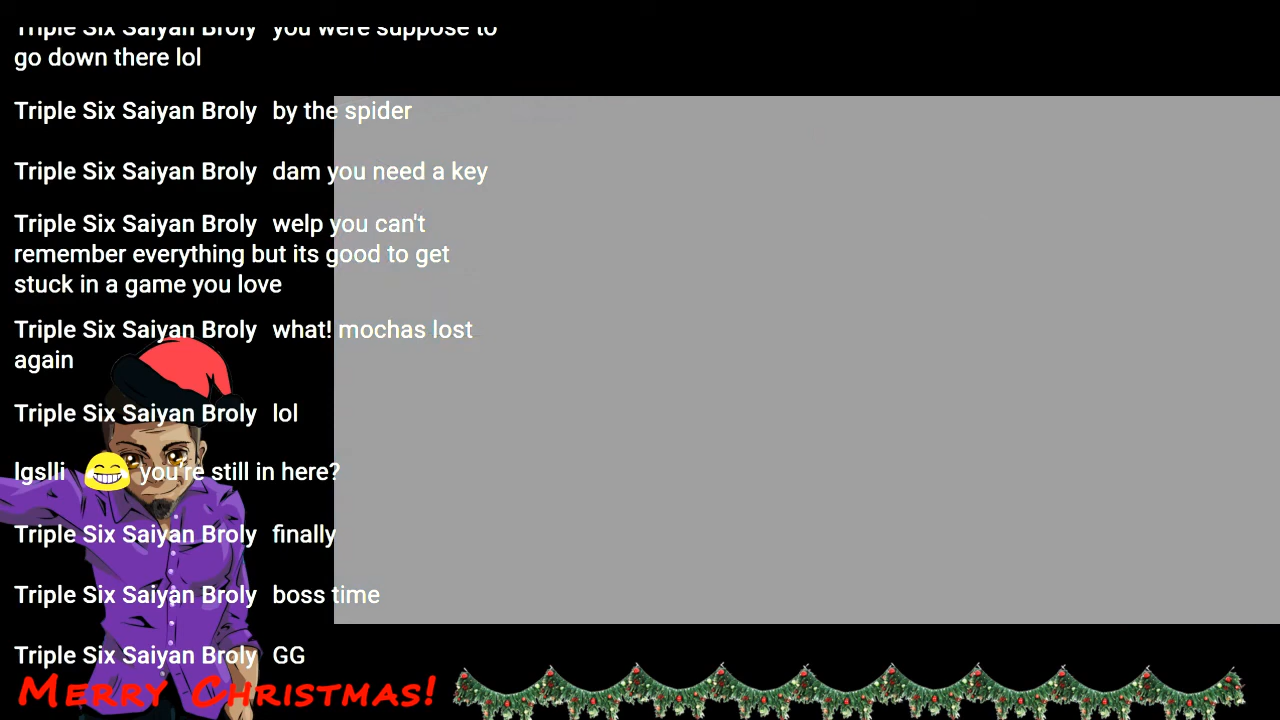 Triple Six Saiyan Broly you were suppose to
go down there lol
Triple Six Saiyan Broly by the spider
Triple Six Saiyan Broly dam you need a key
Triple Six Saiyan Broly welp you can't
remember everything but its good to get
stuck in a game you love
Triple Six Saiyan Broly what! mochas lost
again
Triple Six Saiyan Broly lol
lgslli 😁 you're still in here?
Triple Six Saiyan Broly finally
Triple Six Saiyan Broly boss time
Triple Six Saiyan Broly GG
Merry Christmas!